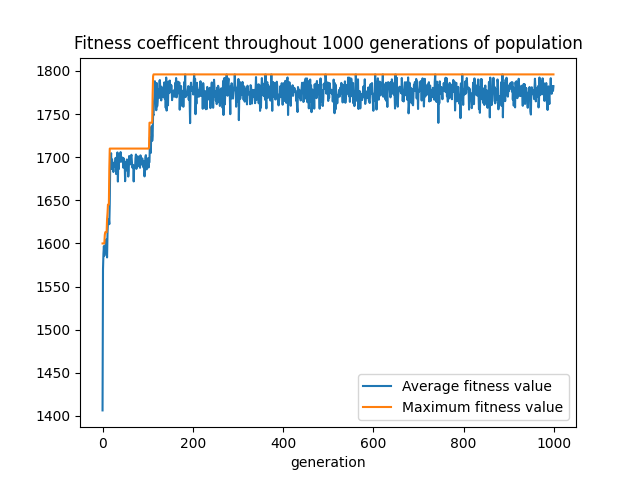 Fitness coefficent throughout 1000 generations of population
1800
1750
1700
1650
1600
1550
1500
1450
1400
0 200 400 600 800 1000
generation
Average fitness value
Maximum fitness value